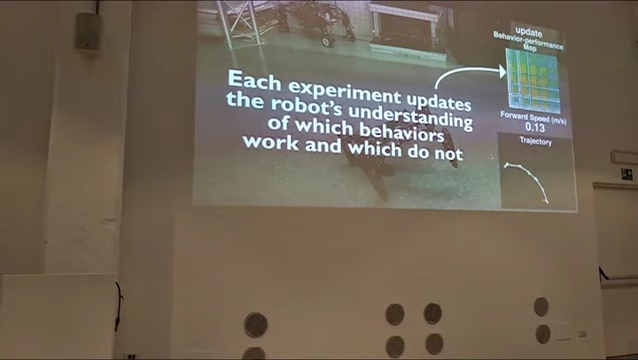 update
Behavior-performance
Map
Each experiment updates
the robot's understanding
of which behaviors
work and which do not
Forward Speed (m/s)
0.13
Trajectory